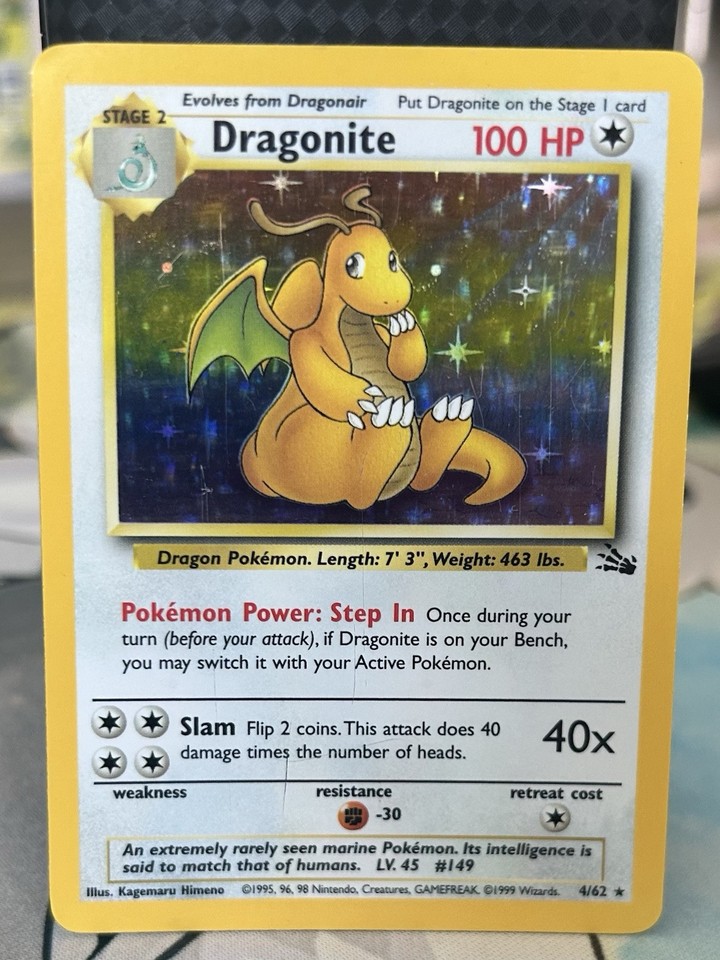 Evolves from Dragonair Put Dragonite on the Stage 1 card
STAGE 2
Dragonite 100 HP
Dragon Pokémon. Length: 7' 3", Weight: 463 lbs.
Pokémon Power: Step In Once during your
turn (before your attack), if Dragonite is on your Bench,
you may switch it with your Active Pokémon.
Slam Flip 2 coins. This attack does 40
damage times the number of heads.
40x
weakness resistance retreat cost
-30
An extremely rarely seen marine Pokémon. Its intelligence is
said to match that of humans. LV. 45 #149
Illus. Kagemaru Himeno ©1995, 96, 98 Nintendo, Creatures, GAMEFREAK. ©1999 Wizards. 4/62 ★